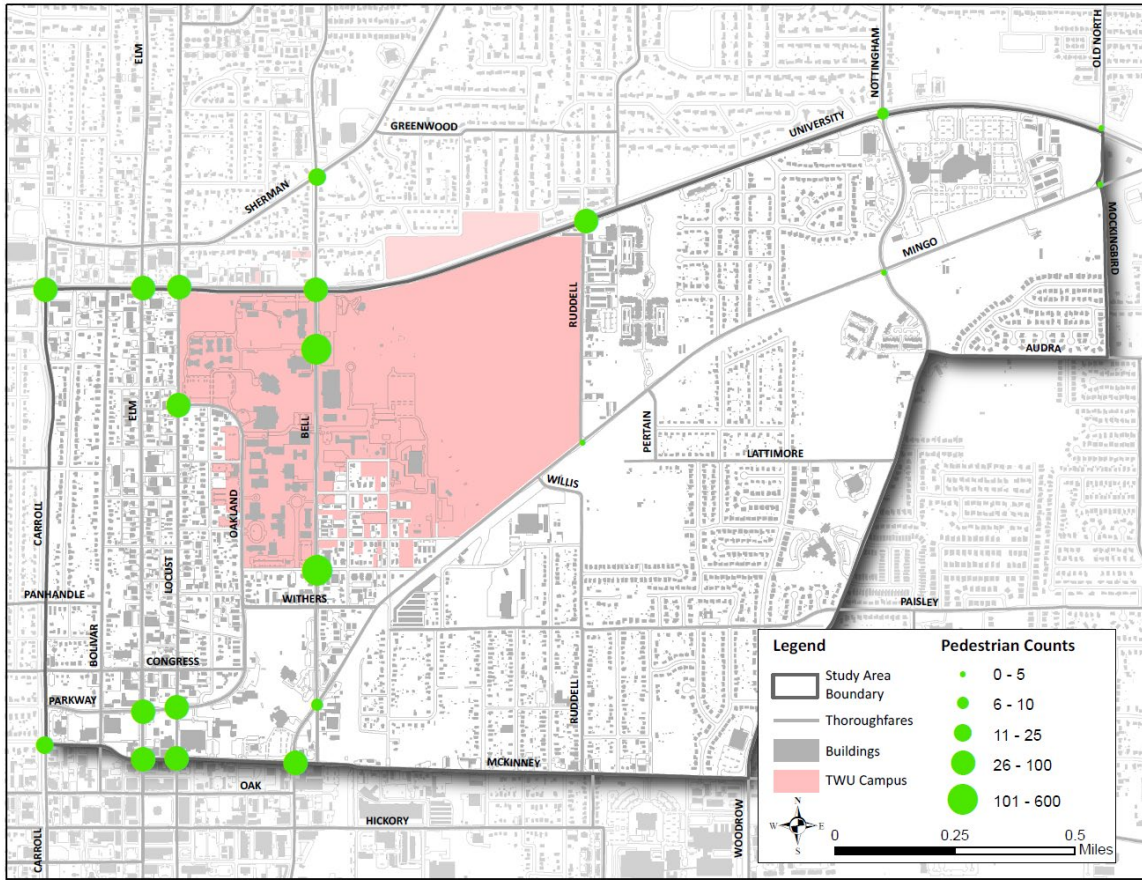 ELM
NOTTINGHAM
OLD NORTH
GREENWOOD
UNIVERSITY
SHERMAN
MOCKINGBIRD
MINGO
RUDDELL
AUDRA
ELM
BELL
PERTAIN
LATTIMORE
WILLIS
CARROLL
OAKLAND
LOCUST
PANHANDLE
WITHERS
PAISLEY
BOLIVAR
CONGRESS
PARKWAY
RUDDELL
MCKINNEY
OAK
HICKORY
CARROLL
WOODROW
Legend
Study Area
Boundary
Thoroughfares
Buildings
TWU Campus
Pedestrian Counts
0 - 5
6 - 10
11 - 25
26 - 100
101 - 600
N
W E
S
0 0.25 0.5
Miles